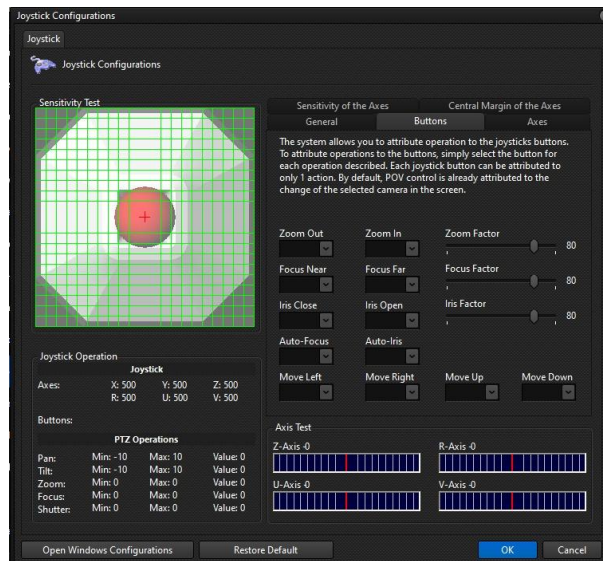 Joystick Configurations
Joystick
Joystick Configurations
Sensitivity Test
Sensitivity of the Axes Central Margin of the Axes
General Buttons Axes
The system allows you to attribute operation to the joysticks buttons.
To attribute operations to the buttons, simply select the button for
each operation described. Each joystick button can be attributed to
only 1 action. By default, POV control is already attributed to the
change of the selected camera in the screen.
Zoom Out Zoom In Zoom Factor
80
Focus Near Focus Far Focus Factor
80
Iris Close Iris Open Iris Factor
80
Auto-Focus Auto-Iris
Move Left Move Right Move Up Move Down
Joystick Operation
Joystick
Axes: X: 500 Y: 500 Z: 500
R: 500 U: 500 V: 500
Buttons:
PTZ Operations
Pan: Min: -10 Max: 10 Value: 0
Tilt: Min: -10 Max: 10 Value: 0
Zoom: Min: 0 Max: 0 Value: 0
Focus: Min: 0 Max: 0 Value: 0
Shutter: Min: 0 Max: 0 Value: 0
Axis Test
Z-Axis -0 R-Axis -0
U-Axis -0 V-Axis -0
Open Windows Configurations Restore Default OK Cancel